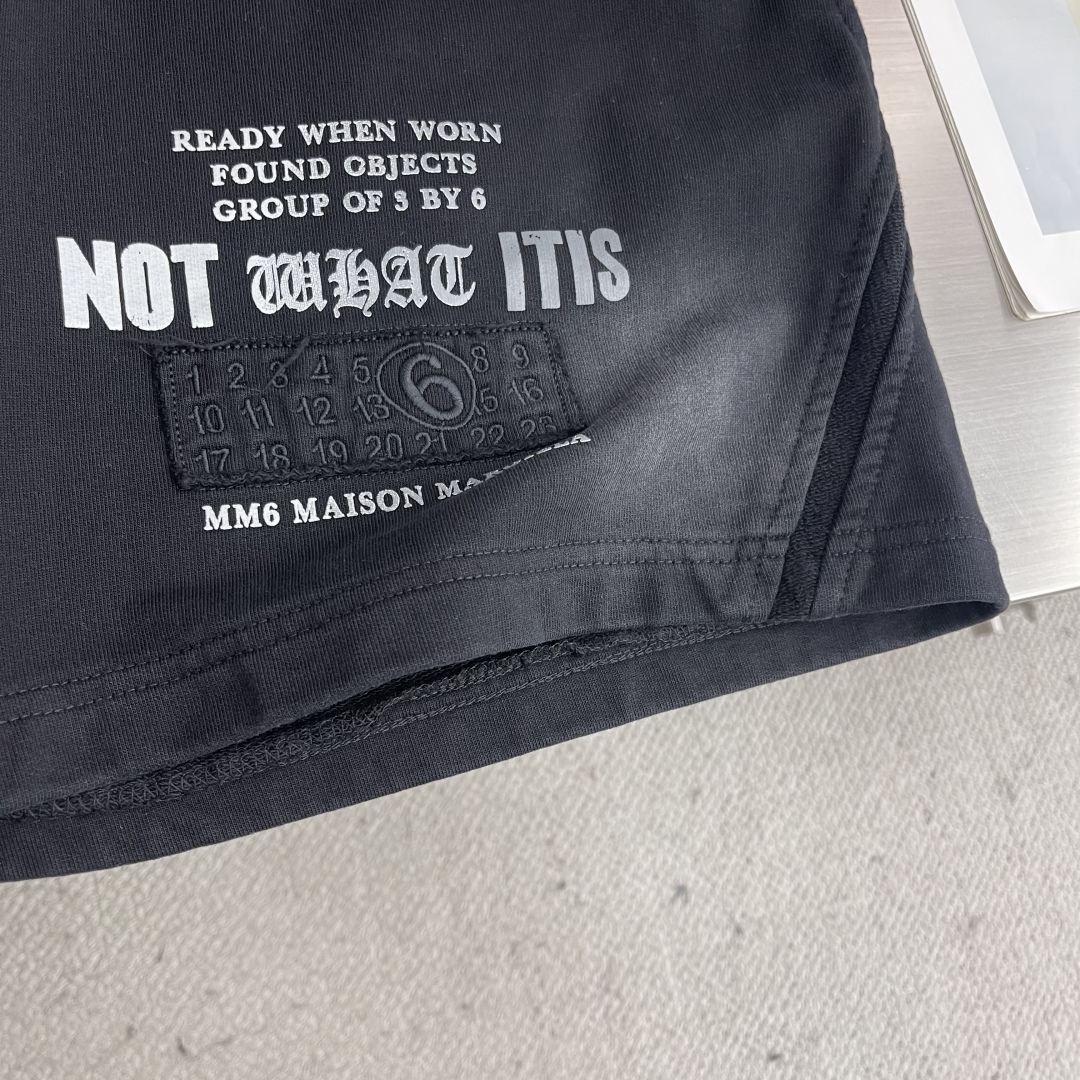 READY WHEN WORN
FOUND OBJECTS
GROUP OF 3 BY 6
NOT WHAT ITIS
1 2 3 4 5 6 8 9
10 11 12 13 15 16
17 18 19 20 21 22 23
MM6 MAISON